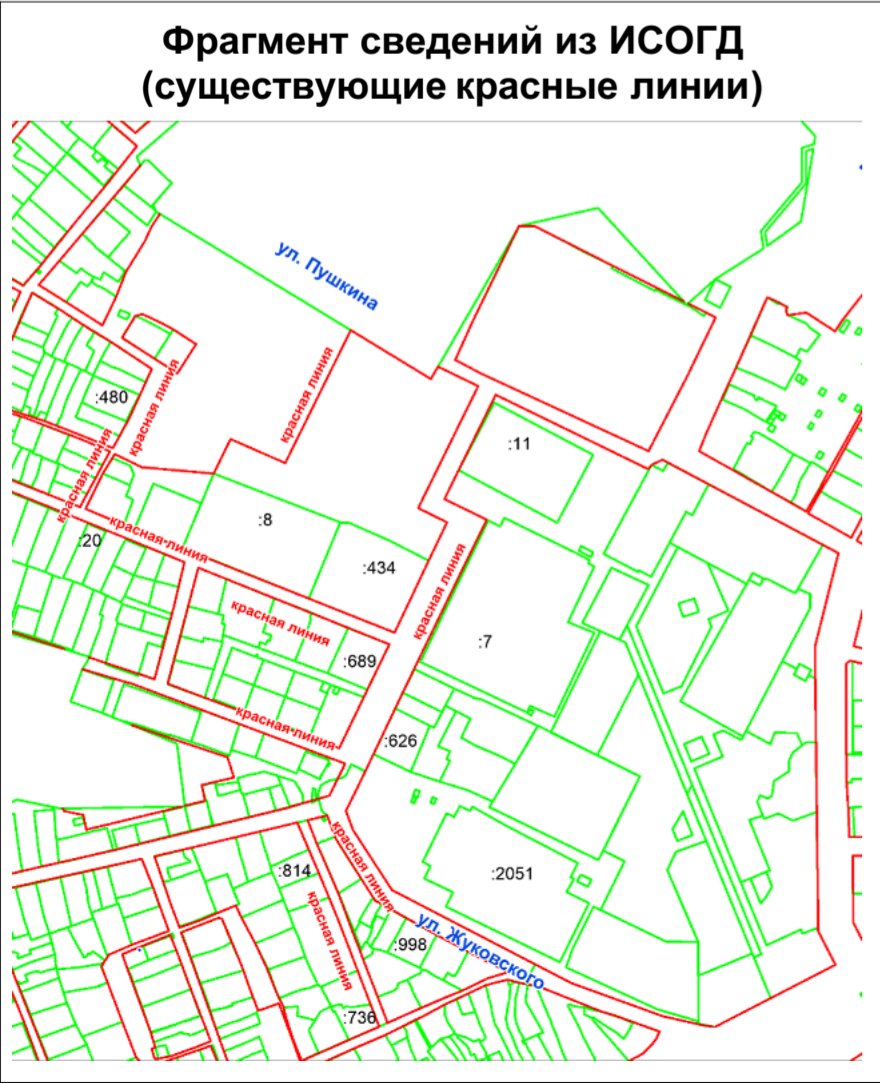 Фрагмент сведений из ИСОГД
(существующие красные линии)
ул. Пушкина
красная линия
красная линия
:480
:11
красная линия
:8
красная линия
:20
:434
красная линия
красная линия
:7
:689
красная линия
:626
красная линия
:814
:2051
красная линия
ул. Жуковского
:998
:736